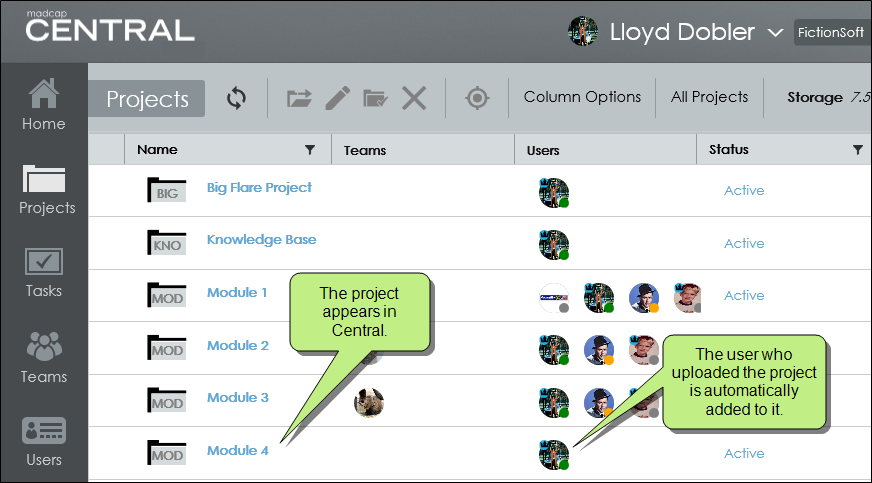 madcap
CENTRAL
Lloyd Dobler
FictionSoft
Projects
Column Options
All Projects
Storage 7.5
Home
Projects
Tasks
Teams
Users
Name
Teams
Users
Status
BIG
Big Flare Project
Active
KNO
Knowledge Base
Active
MOD
Module 1
Active
MOD
Module 2
MOD
Module 3
MOD
Module 4
Active
The project
appears in
Central.
The user who
uploaded the project
is automatically
added to it.